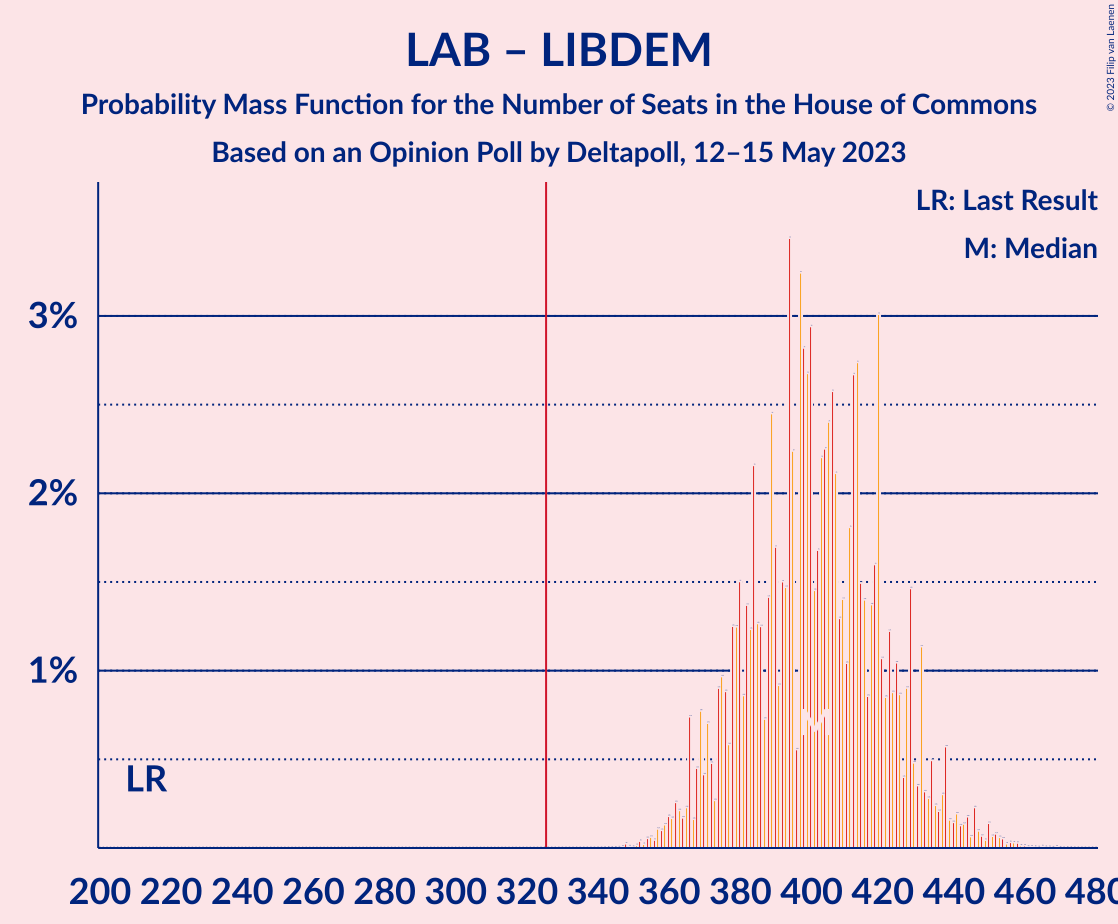 LAB – LIBDEM
Probability Mass Function for the Number of Seats in the House of Commons
Based on an Opinion Poll by Deltapoll, 12–15 May 2023
© 2023 Filip van Laenen
LR: Last Result
M: Median
3%
2%
1%
LR
M
200 220 240 260 280 300 320 340 360 380 400 420 440 460 480